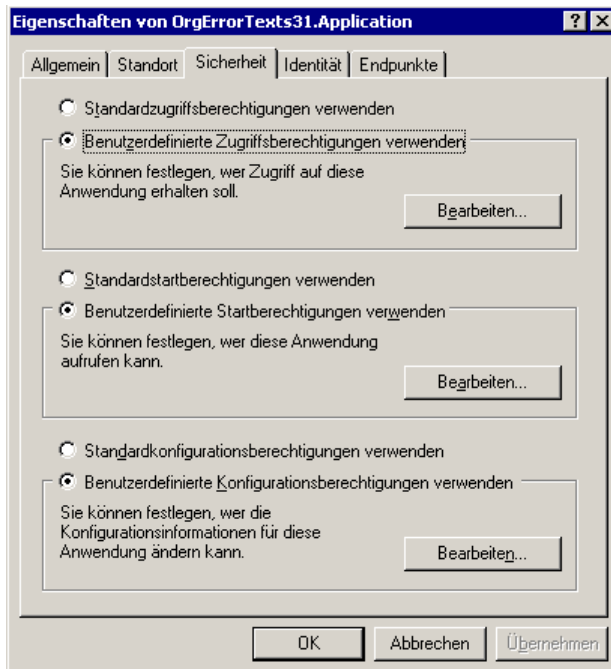 Eigenschaften von OrgErrorTexts31.Application
Allgemein Standort Sicherheit Identität Endpunkte
Standardzugriffsberechtigungen verwenden
Benutzerdefinierte Zugriffsberechtigungen verwenden
Sie können festlegen, wer Zugriff auf diese
Anwendung erhalten soll.
Bearbeiten...
Standardstartberechtigungen verwenden
Benutzerdefinierte Startberechtigungen verwenden
Sie können festlegen, wer diese Anwendung
aufrufen kann.
Bearbeiten...
Standardkonfigurationsberechtigungen verwenden
Benutzerdefinierte Konfigurationsberechtigungen verwenden
Sie können festlegen, wer die
Konfigurationsinformationen für diese
Anwendung ändern kann.
Bearbeiten...
OK Abbrechen Übernehmen